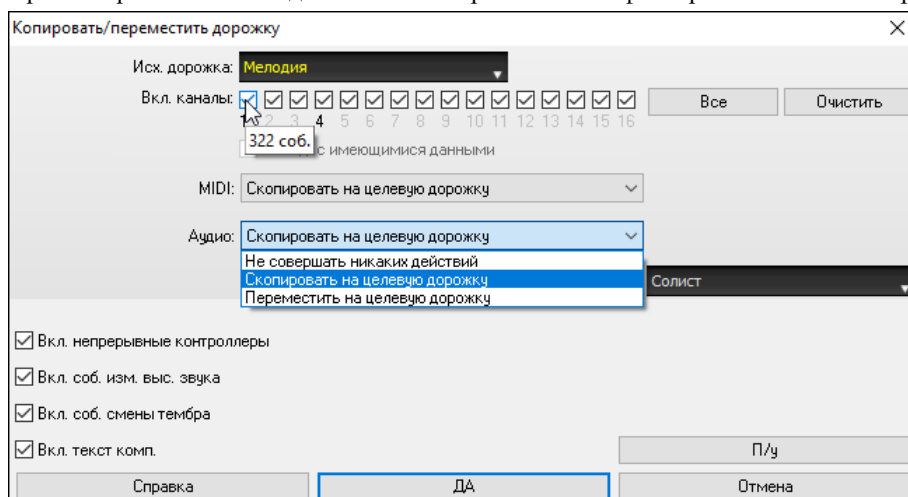 Копировать/переместить дорожку
Исх. дорожка: Мелодия
Вкл. каналы: Все Очистить
1 2 3 4 5 6 7 8 9 10 11 12 13 14 15 16
322 соб.
с имеющимися данными
MIDI: Скопировать на целевую дорожку
Аудио: Скопировать на целевую дорожку
Не совершать никаких действий
Скопировать на целевую дорожку
Солист
Переместить на целевую дорожку
Вкл. непрерывные контроллеры
Вкл. соб. изм. выс. звука
Вкл. соб. смены тембра
Вкл. текст комп.
П/у
Справка ДА Отмена